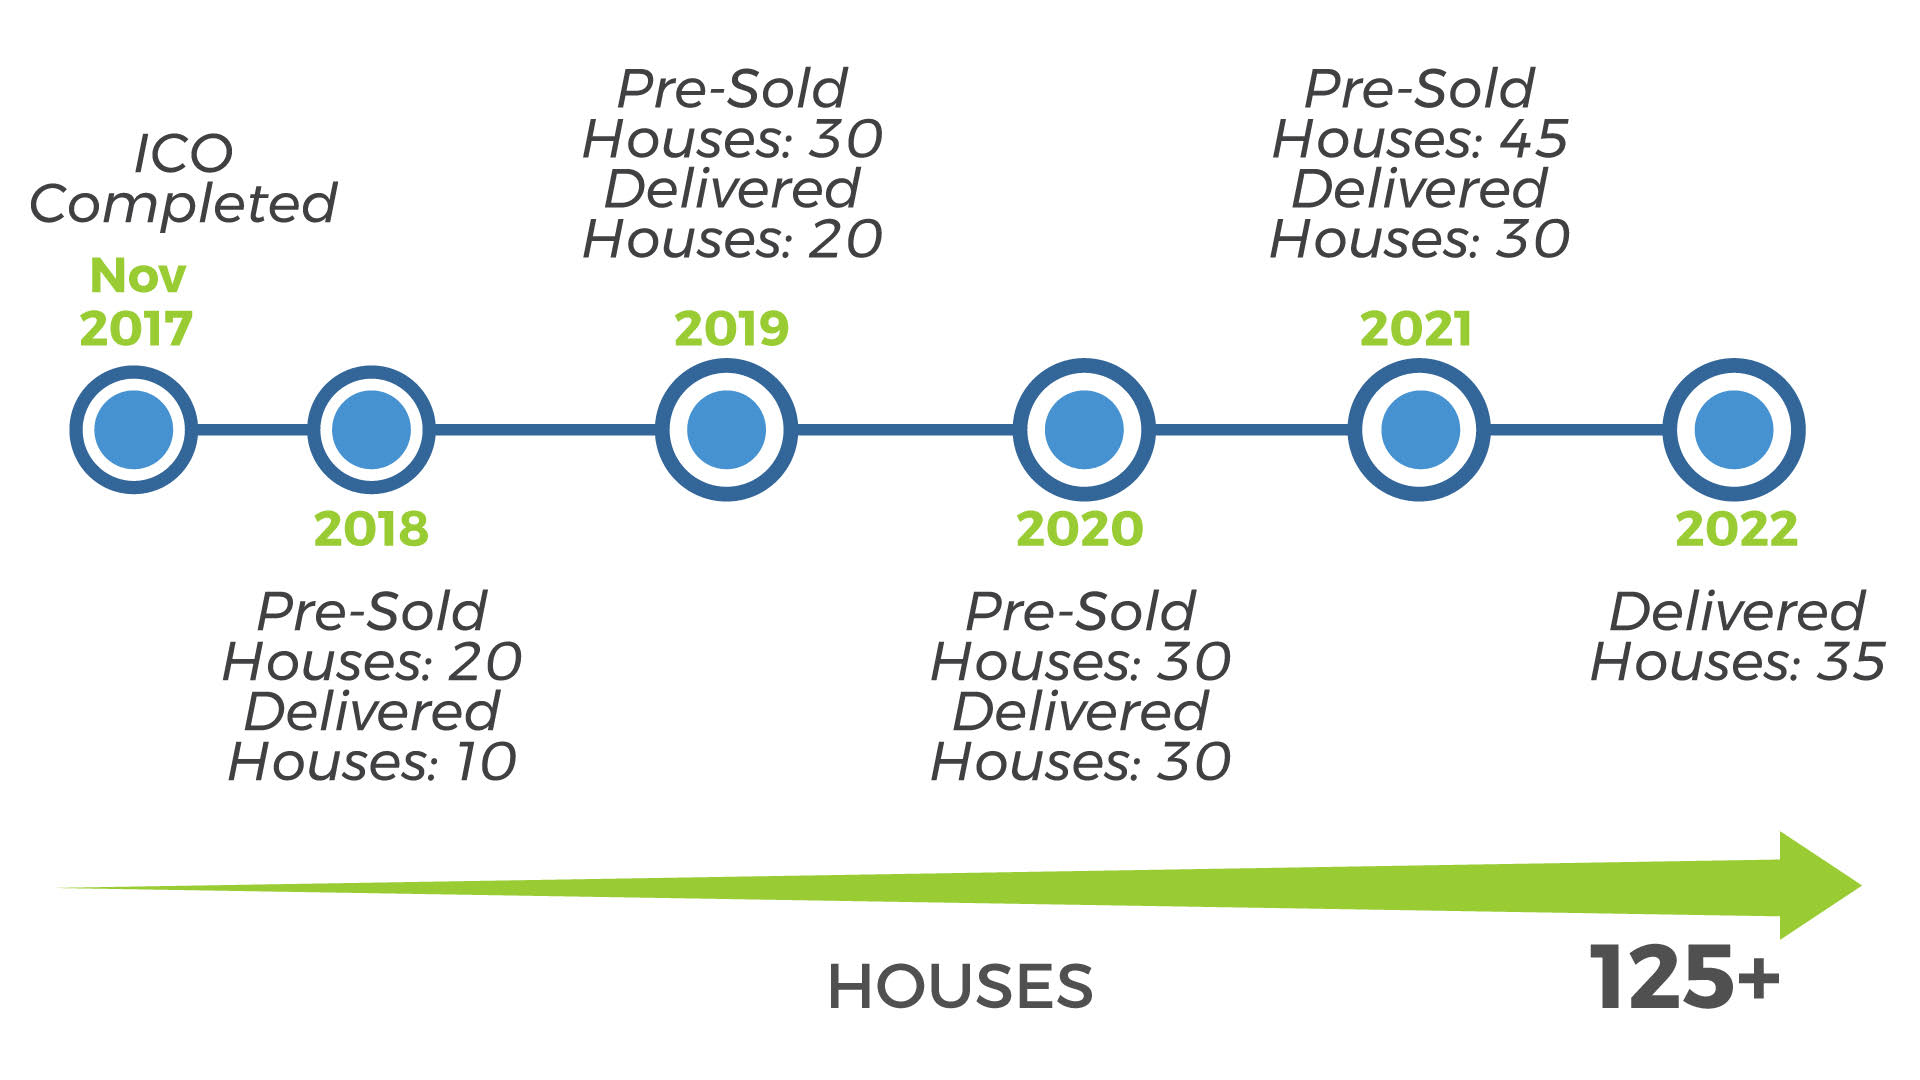 ICO
Completed
Nov
2017
2018
Pre-Sold
Houses: 20
Delivered
Houses: 10
Pre-Sold
Houses: 30
Delivered
Houses: 20
2019
2020
Pre-Sold
Houses: 30
Delivered
Houses: 30
Pre-Sold
Houses: 45
Delivered
Houses: 30
2021
2022
Delivered
Houses: 35
HOUSES
125+